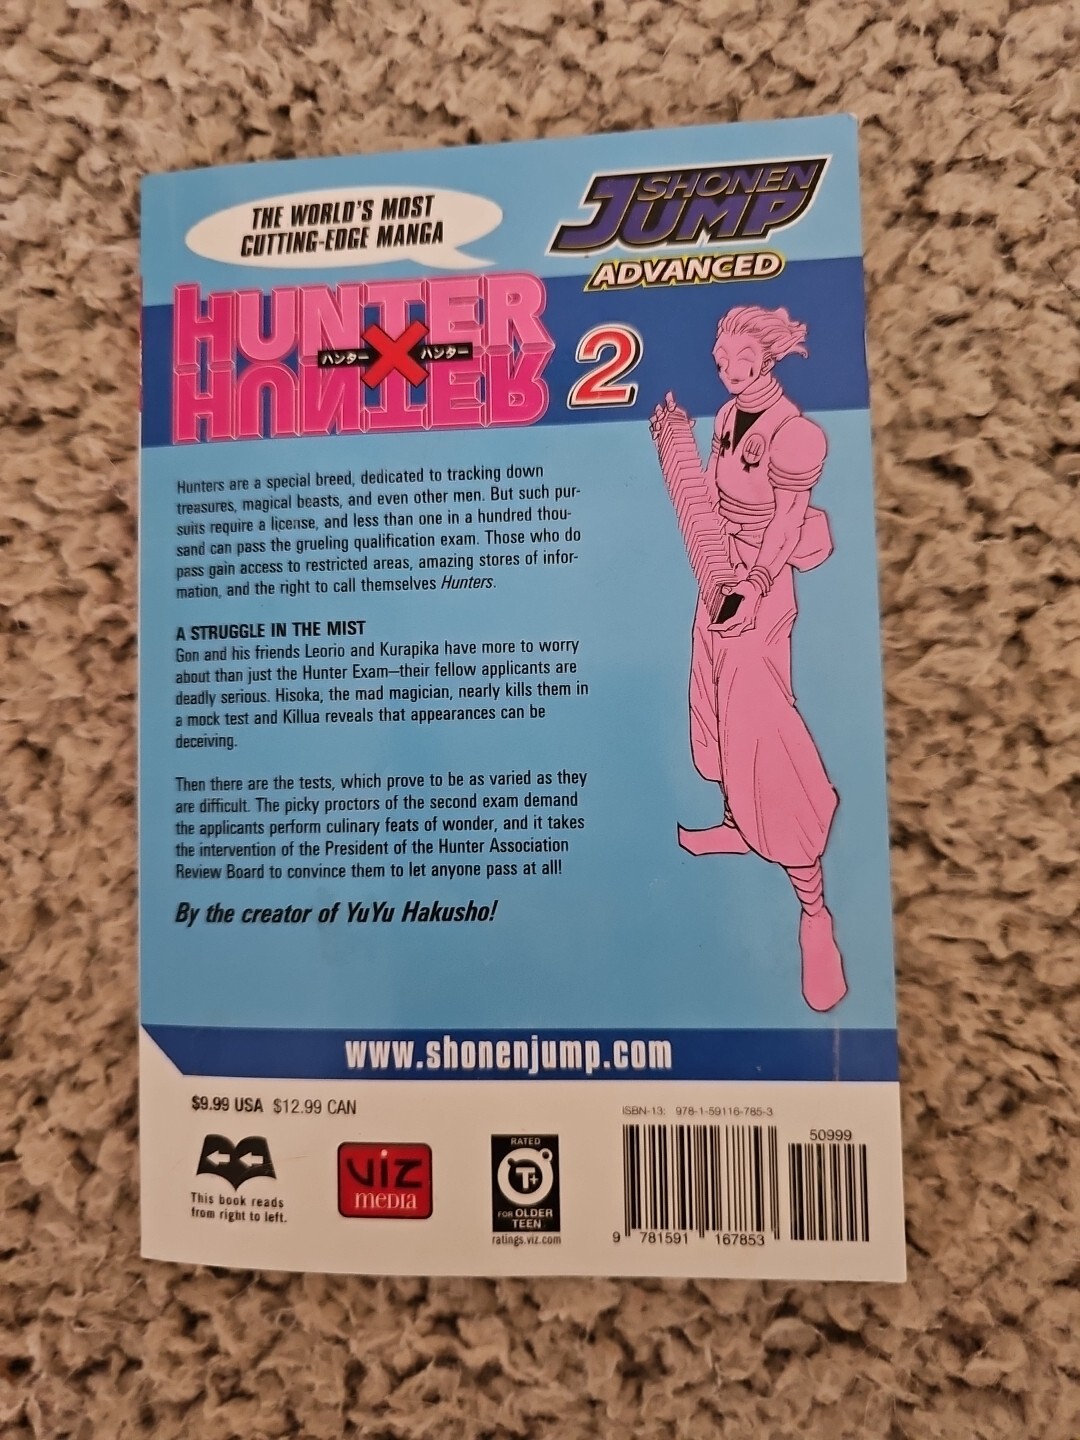 THE WORLD'S MOST
CUTTING-EDGE MANGA
SHONEN
JUMP
ADVANCED
HUNTER
ハンター X ハンター
HUNTER
2
Hunters are a special breed, dedicated to tracking down
treasures, magical beasts, and even other men. But such pur-
suits require a license, and less than one in a hundred thou-
sand can pass the grueling qualification exam. Those who do
pass gain access to restricted areas, amazing stores of infor-
mation, and the right to call themselves Hunters.
A STRUGGLE IN THE MIST
Gon and his friends Leorio and Kurapika have more to worry
about than just the Hunter Exam—their fellow applicants are
deadly serious. Hisoka, the mad magician, nearly kills them in
a mock test and Killua reveals that appearances can be
deceiving.
Then there are the tests, which prove to be as varied as they
are difficult. The picky proctors of the second exam demand
the applicants perform culinary feats of wonder, and it takes
the intervention of the President of the Hunter Association
Review Board to convince them to let anyone pass at all!
By the creator of YuYu Hakusho!
www.shonenjump.com
$9.99 USA $12.99 CAN
This book reads
from right to left.
VIZ
MEDIA
RATED
T+
FOR OLDER
TEEN
ratings.viz.com
ISBN-13: 978-1-59116-785-3
50999
9 781591 167853